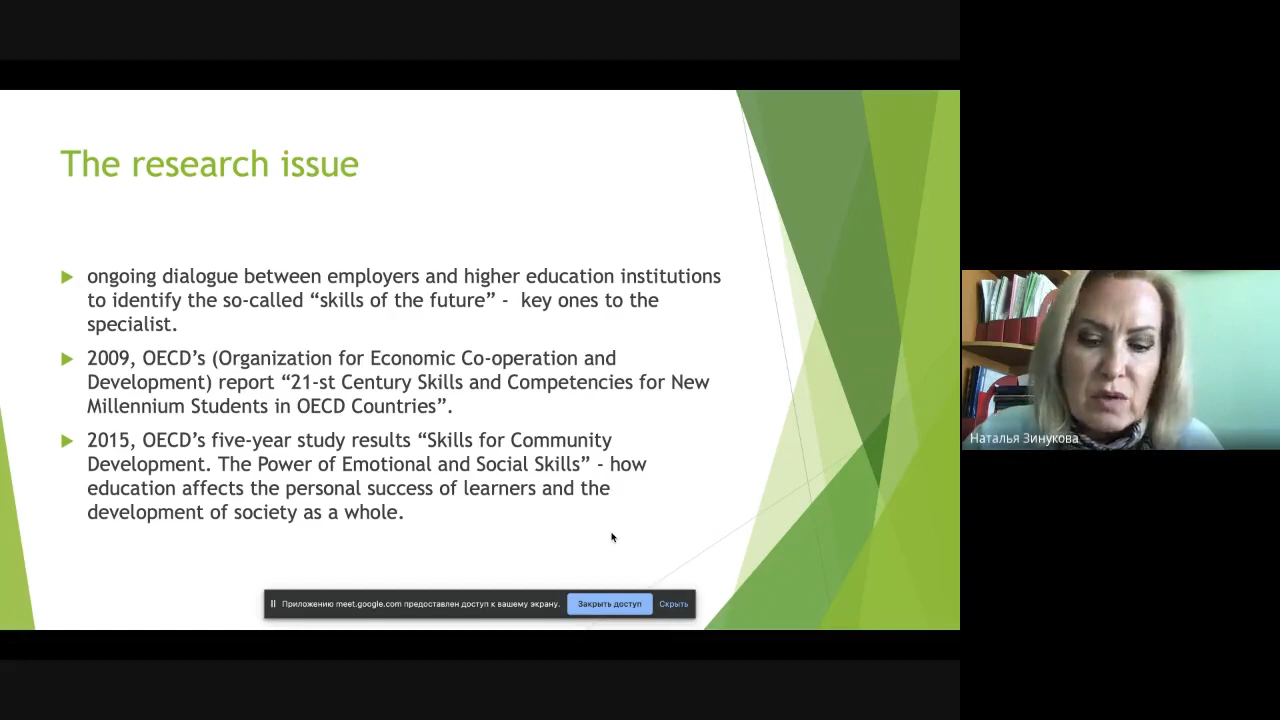 The research issue
ongoing dialogue between employers and higher education institutions
to identify the so-called “skills of the future” -  key ones to the
specialist.
2009, OECD’s (Organization for Economic Co-operation and
Development) report “21-st Century Skills and Competencies for New
Millennium Students in OECD Countries”.
2015, OECD’s five-year study results “Skills for Community
Development. The Power of Emotional and Social Skills” - how
education affects the personal success of learners and the
development of society as a whole.
Приложению meet.google.com предоставлен доступ к вашему экрану. Закрыть доступ Скрыть
Наталья Зинукова